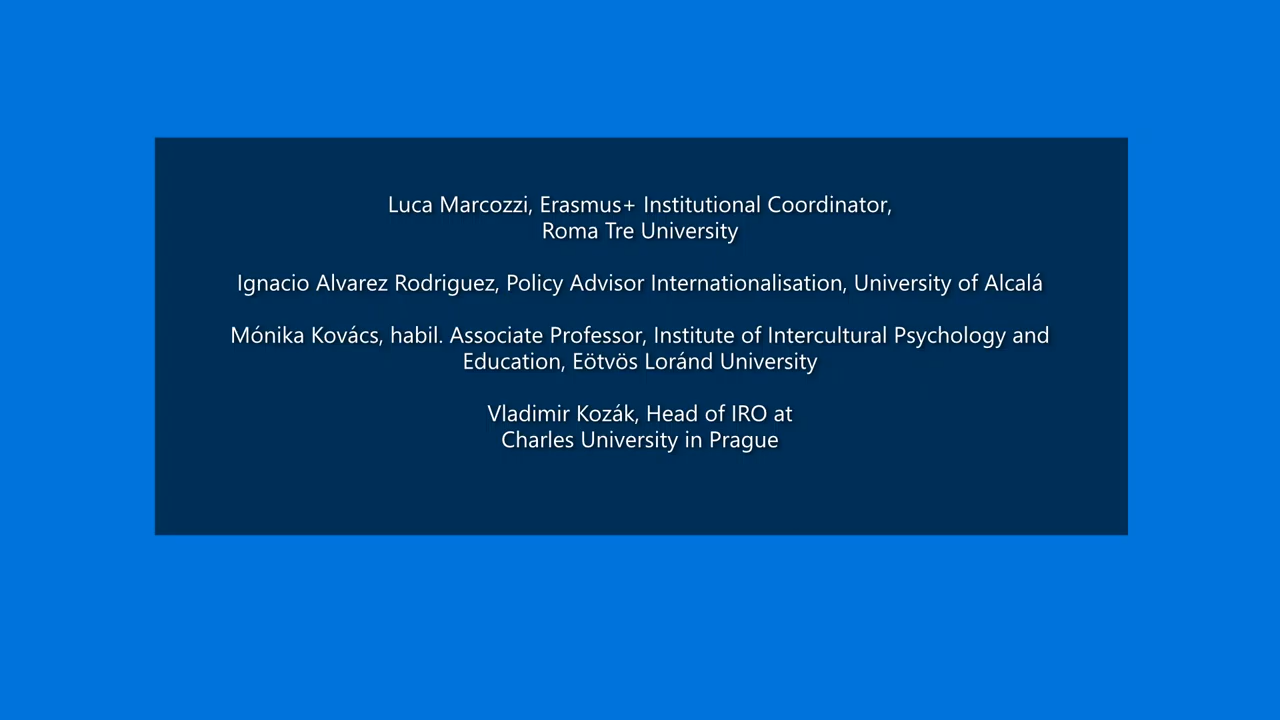 Luca Marcozzi, Erasmus+ Institutional Coordinator,
Roma Tre University
Ignacio Alvarez Rodriguez, Policy Advisor Internationalisation, University of Alcalá
Mónika Kovács, habil. Associate Professor, Institute of Intercultural Psychology and
Education, Eötvös Loránd University
Vladimir Kozák, Head of IRO at
Charles University in Prague